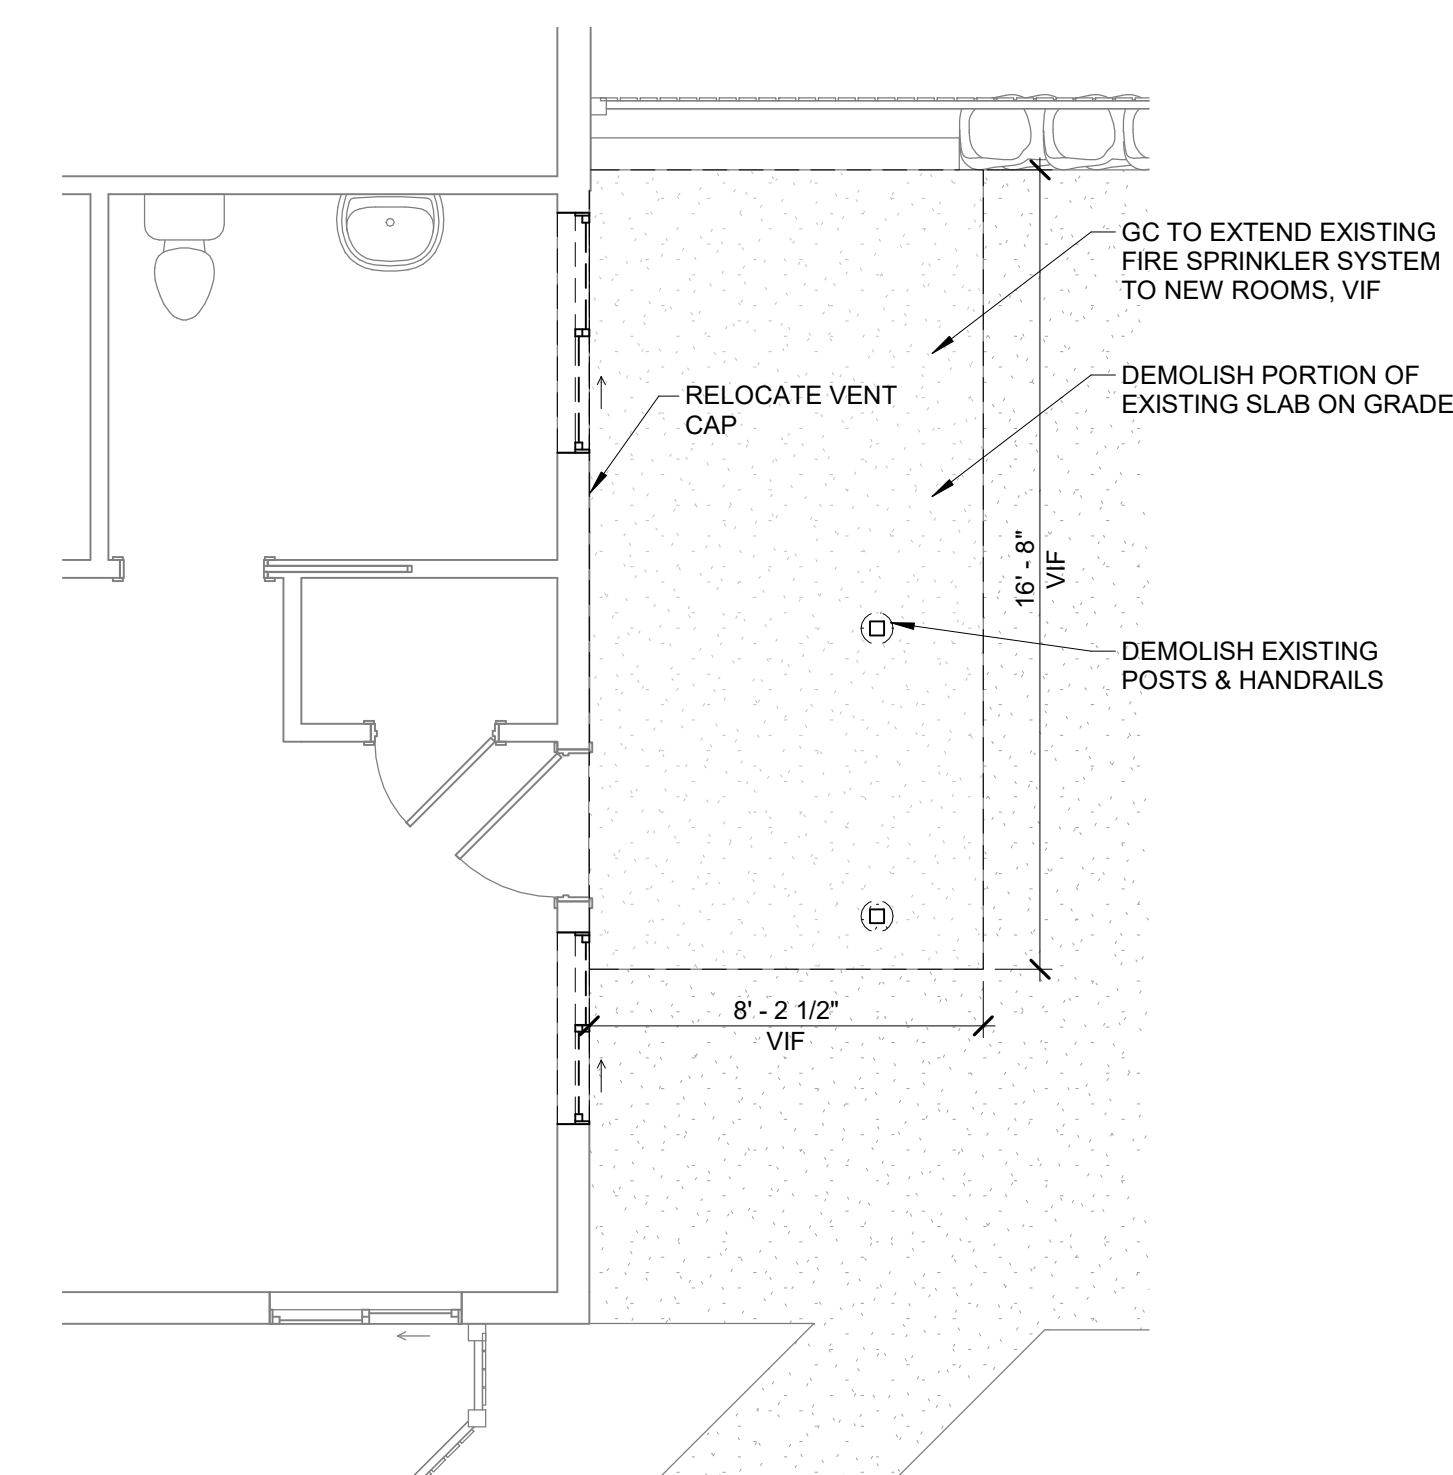 GC TO EXTEND EXISTING
FIRE SPRINKLER SYSTEM
TO NEW ROOMS, VIF
DEMOLISH PORTION OF
EXISTING SLAB ON GRADE
RELOCATE VENT
CAP
16' - 8"
VIF
DEMOLISH EXISTING
POSTS & HANDRAILS
8' - 2 1/2"
VIF